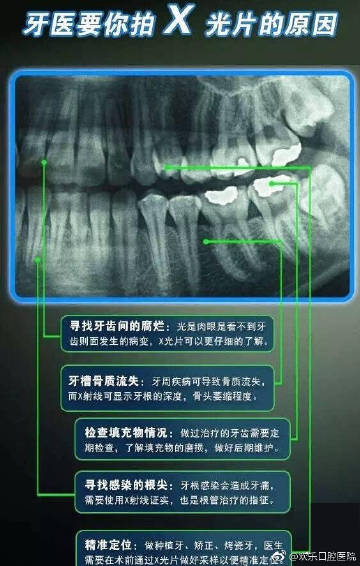 牙医要你拍X光片的原因
寻找牙齿间的腐烂：光是肉眼是看不到牙
齿则面发生的病变，X光片可以更仔细的了解。
牙槽骨质流失：牙周疾病可导致骨质流失，
而X射线可显示牙根的深度，骨头萎缩程度。
检查填充物情况：做过治疗的牙齿需要定
期检查，了解填充物的磨损，做好后期维护。
寻找感染的根尖：牙根感染会造成牙痛，
需要使用X射线证实，也是根管治疗的指征。
精准定位：做种植牙、矫正、烤瓷牙，医生
需要在术前通过X光片做好采样以便精准定位？
@欢乐口腔医院